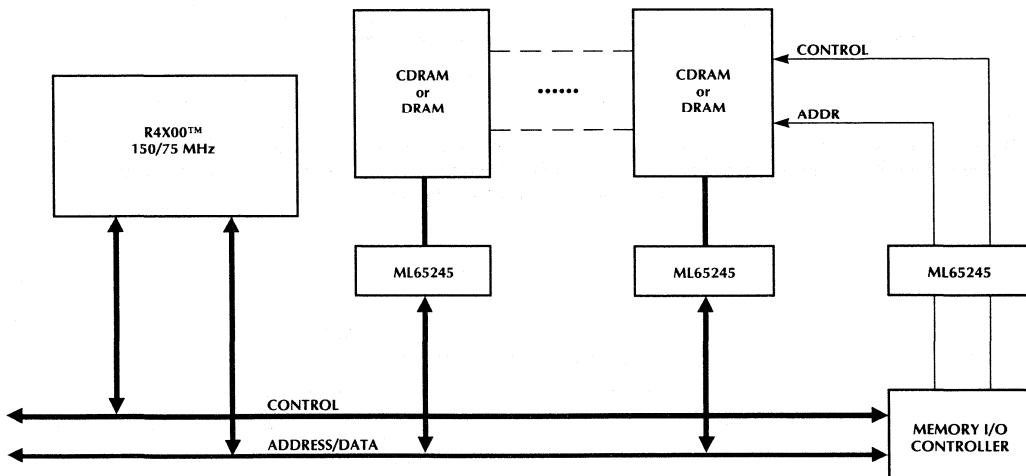 R4X00™
150/75 MHz
CDRAM
or
DRAM
......
CDRAM
or
DRAM
CONTROL
ADDR
ML65245
ML65245
ML65245
CONTROL
ADDRESS/DATA
MEMORY I/O
CONTROLLER